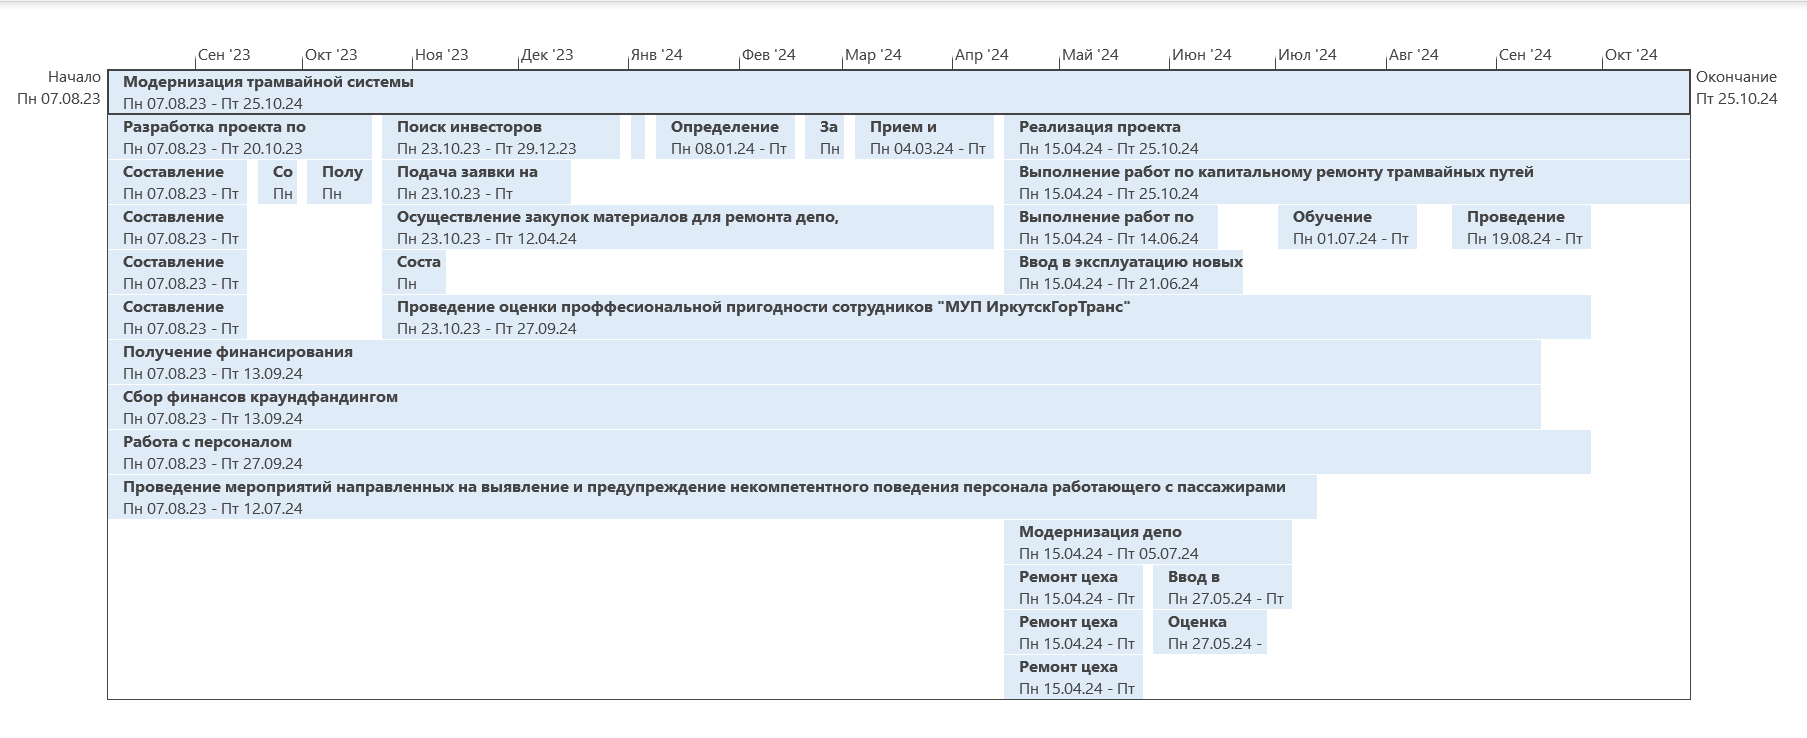 Сен '23 Окт '23 Ноя '23 Дек '23 Янв '24 Фев '24 Мар '24 Апр '24 Май '24 Июн '24 Июл '24 Авг '24 Сен '24 Окт '24
Начало
Пн 07.08.23
Модернизация трамвайной системы
Пн 07.08.23 - Пт 25.10.24
Окончание
Пт 25.10.24
Разработка проекта по Поиск инвесторов Определение За Прием и Реализация проекта
Пн 07.08.23 - Пт 20.10.23 Пн 23.10.23 - Пт 29.12.23 Пн 08.01.24 - Пт Пн Пн 04.03.24 - Пт Пн 15.04.24 - Пт 25.10.24
Составление Со Полу Подача заявки на Выполнение работ по капитальному ремонту трамвайных путей
Пн 07.08.23 - Пт Пн Пн Пн 23.10.23 - Пт Пн 15.04.24 - Пт 25.10.24
Составление Осуществление закупок материалов для ремонта депо, Выполнение работ по Обучение Проведение
Пн 07.08.23 - Пт Пн 23.10.23 - Пт 12.04.24 Пн 15.04.24 - Пт 14.06.24 Пн 01.07.24 - Пт Пн 19.08.24 - Пт
Составление Соста Ввод в эксплуатацию новых
Пн 07.08.23 - Пт Пн Пн 15.04.24 - Пт 21.06.24
Составление Проведение оценки проффесиональной пригодности сотрудников "МУП ИркутскГорТранс"
Пн 07.08.23 - Пт Пн 23.10.23 - Пт 27.09.24
Получение финансирования
Пн 07.08.23 - Пт 13.09.24
Сбор финансов краундфандингом
Пн 07.08.23 - Пт 13.09.24
Работа с персоналом
Пн 07.08.23 - Пт 27.09.24
Проведение мероприятий направленных на выявление и предупреждение некомпетентного поведения персонала работающего с пассажирами
Пн 07.08.23 - Пт 12.07.24
Модернизация депо
Пн 15.04.24 - Пт 05.07.24
Ремонт цеха Ввод в
Пн 15.04.24 - Пт Пн 27.05.24 - Пт
Ремонт цеха Оценка
Пн 15.04.24 - Пт Пн 27.05.24 -
Ремонт цеха
Пн 15.04.24 - Пт